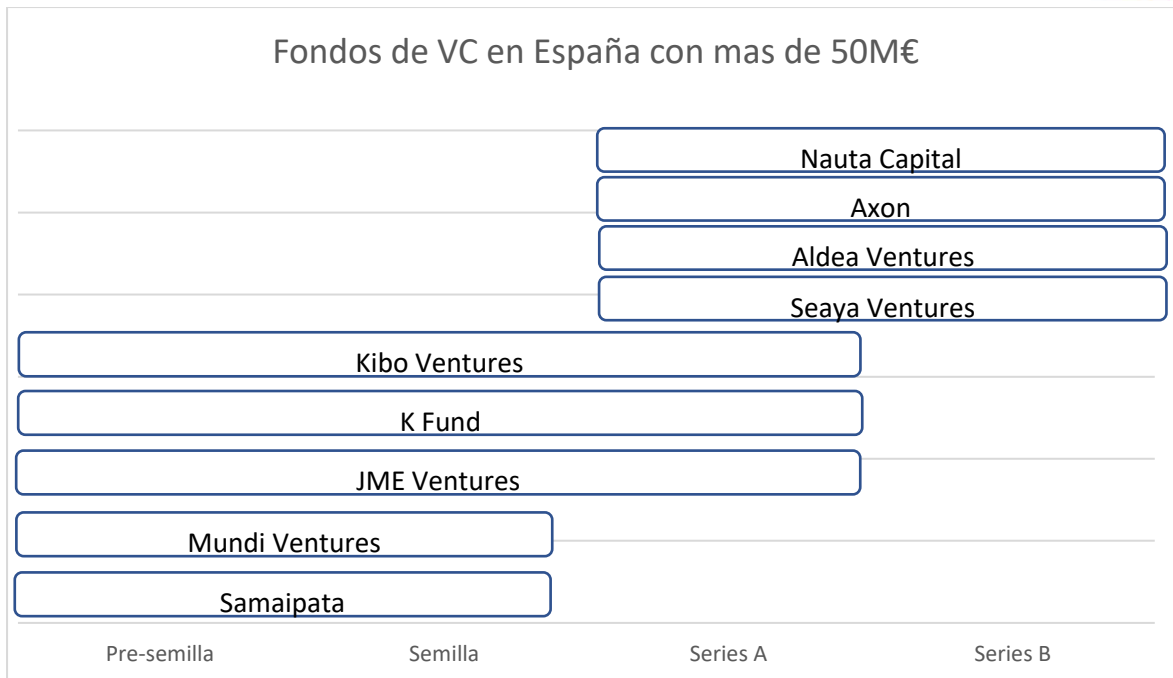 Fondos de VC en España con mas de 50M€
Nauta Capital
Axon
Aldea Ventures
Seaya Ventures
Kibo Ventures
K Fund
JME Ventures
Mundi Ventures
Samaipata
Pre-semilla Semilla Series A Series B